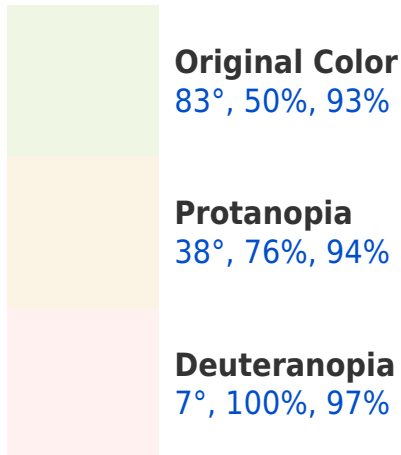 Original Color
83°, 50%, 93%
Protanopia
38°, 76%, 94%
Deuteranopia
7°, 100%, 97%